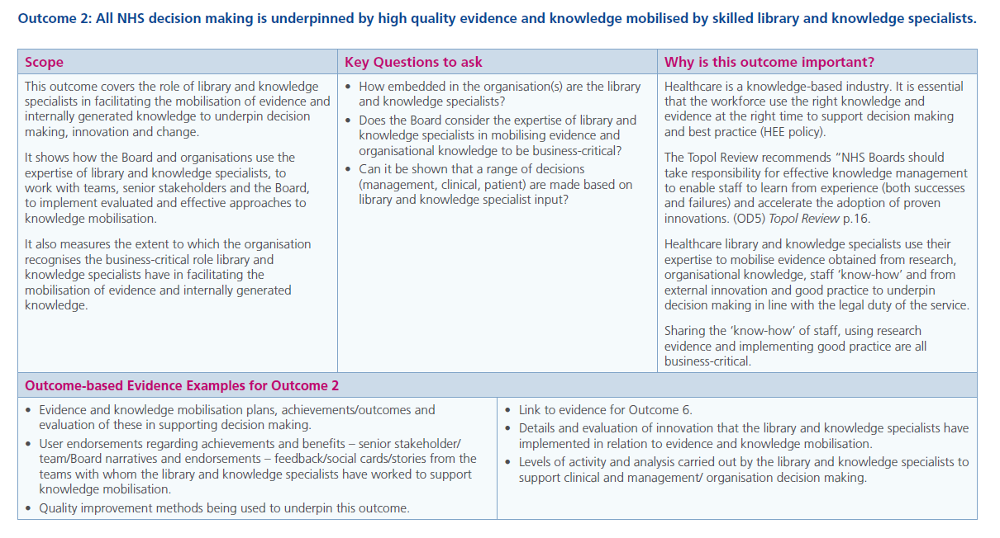 Outcome 2: All NHS decision making is underpinned by high quality evidence and knowledge mobilised by skilled library and knowledge specialists.
Scope
This outcome covers the role of library and knowledge
specialists in facilitating the mobilisation of evidence and
internally generated knowledge to underpin decision
making, innovation and change.
It shows how the Board and organisations use the
expertise of library and knowledge specialists, to
work with teams, senior stakeholders and the Board,
to implement evaluated and effective approaches to
knowledge mobilisation.
It also measures the extent to which the organisation
recognises the business-critical role library and
knowledge specialists have in facilitating the
mobilisation of evidence and internally generated
knowledge.
Key Questions to ask
• How embedded in the organisation(s) are the library
and knowledge specialists?
• Does the Board consider the expertise of library and
knowledge specialists in mobilising evidence and
organisational knowledge to be business-critical?
• Can it be shown that a range of decisions
(management, clinical, patient) are made based on
library and knowledge specialist input?
Why is this outcome important?
Healthcare is a knowledge-based industry. It is essential
that the workforce use the right knowledge and
evidence at the right time to support decision making
and best practice (HEE policy).
The Topol Review recommends “NHS Boards should
take responsibility for effective knowledge management
to enable staff to learn from experience (both successes
and failures) and accelerate the adoption of proven
innovations. (OD5) Topol Review p.16.
Healthcare library and knowledge specialists use their
expertise to mobilise evidence obtained from research,
organisational knowledge, staff ‘know-how’ and from
external innovation and good practice to underpin
decision making in line with the legal duty of the service.
Sharing the ‘know-how’ of staff, using research
evidence and implementing good practice are all
business-critical.
Outcome-based Evidence Examples for Outcome 2
• Evidence and knowledge mobilisation plans, achievements/outcomes and
evaluation of these in supporting decision making.
• User endorsements regarding achievements and benefits – senior stakeholder/
team/Board narratives and endorsements – feedback/social cards/stories from the
teams with whom the library and knowledge specialists have worked to support
knowledge mobilisation.
• Quality improvement methods being used to underpin this outcome.
• Link to evidence for Outcome 6.
• Details and evaluation of innovation that the library and knowledge specialists have
implemented in relation to evidence and knowledge mobilisation.
• Levels of activity and analysis carried out by the library and knowledge specialists to
support clinical and management/ organisation decision making.